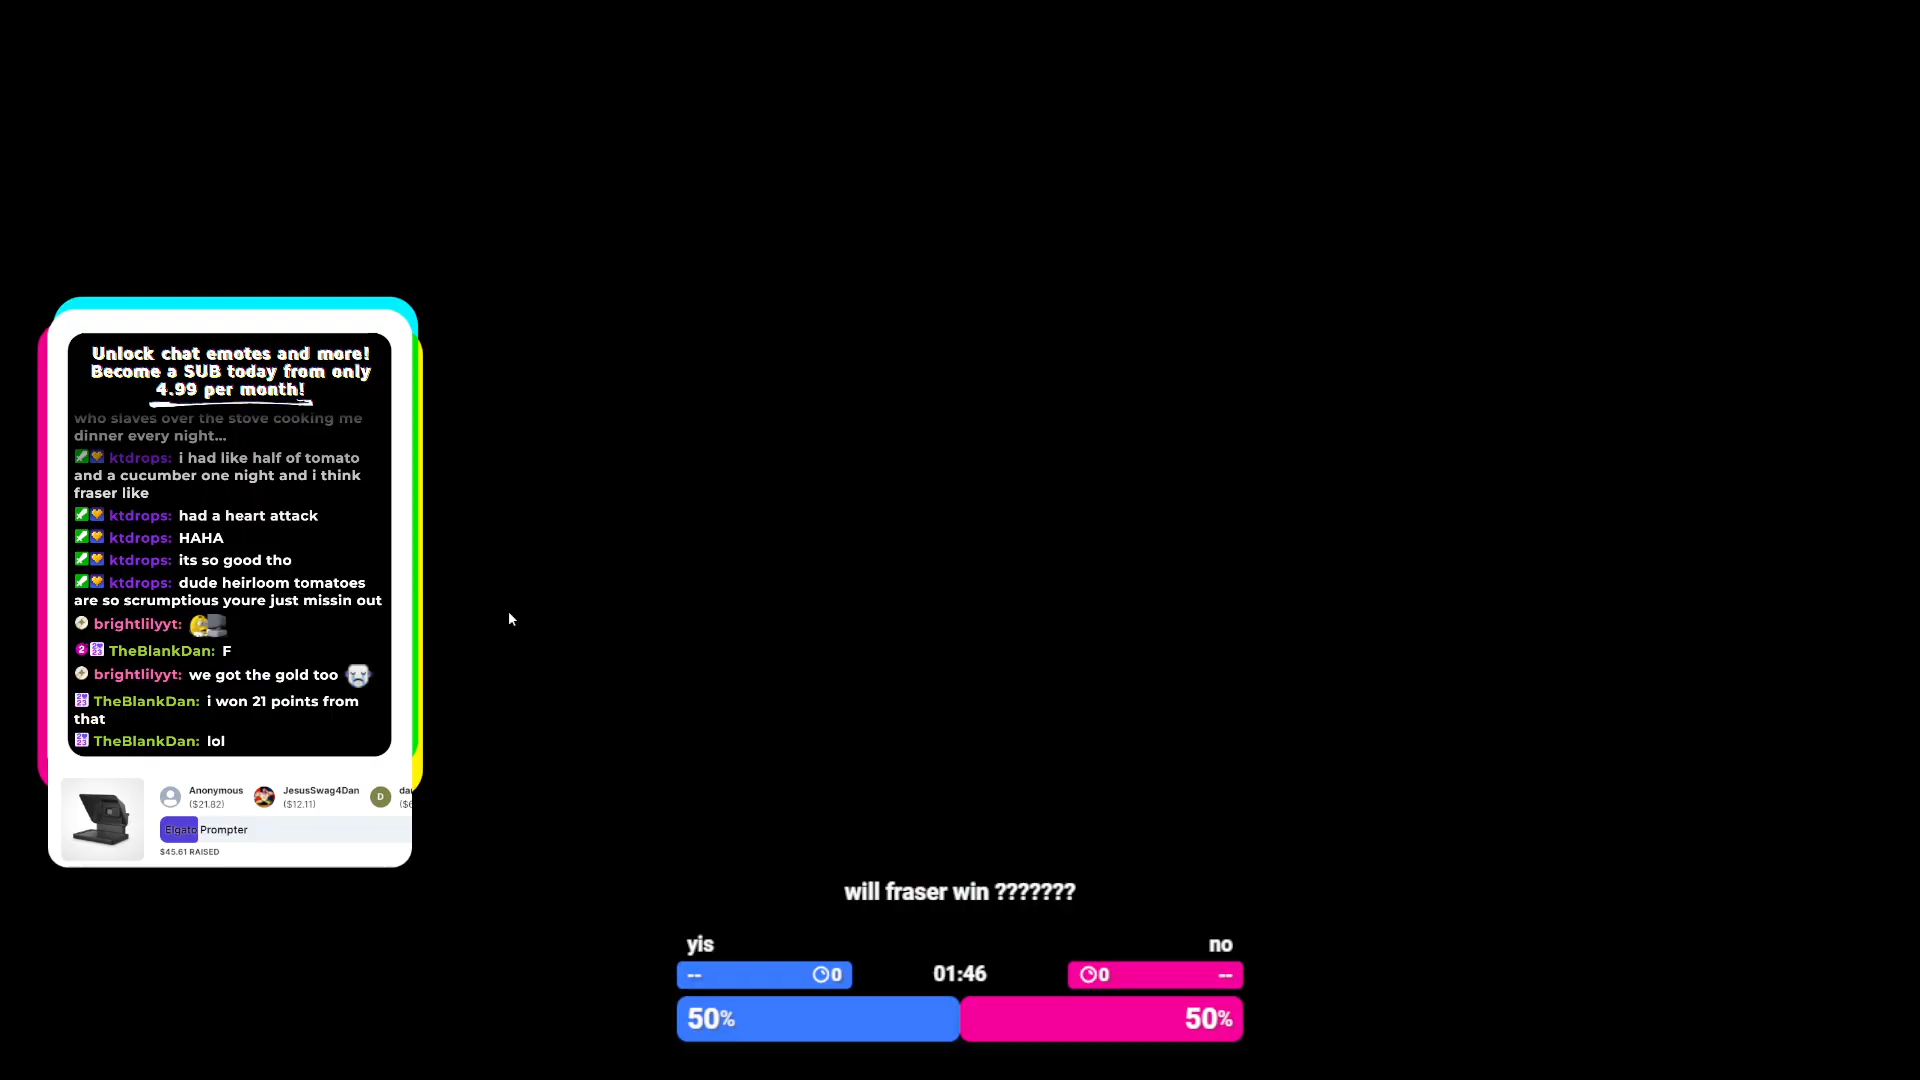 Unlock chat emotes and more!
Become a SUB today from only
4.99 per month!
who slaves over the stove cooking me
dinner every night...
ktdrops: i had like half of tomato
and a cucumber one night and i think
fraser like
ktdrops: had a heart attack
ktdrops: HAHA
ktdrops: its so good tho
ktdrops: dude heirloom tomatoes
are so scrumptious youre just missin out
brightlilyyt:
2 TheBlankDan: F
brightlilyyt: we got the gold too
TheBlankDan: i won 21 points from
that
TheBlankDan: lol
Anonymous JesusSwag4Dan
($21.82) ($12.11) D
Elgato Prompter
$45.61 RAISED
will fraser win ???????
yis no
-- 0 01:46 0 --
50% 50%